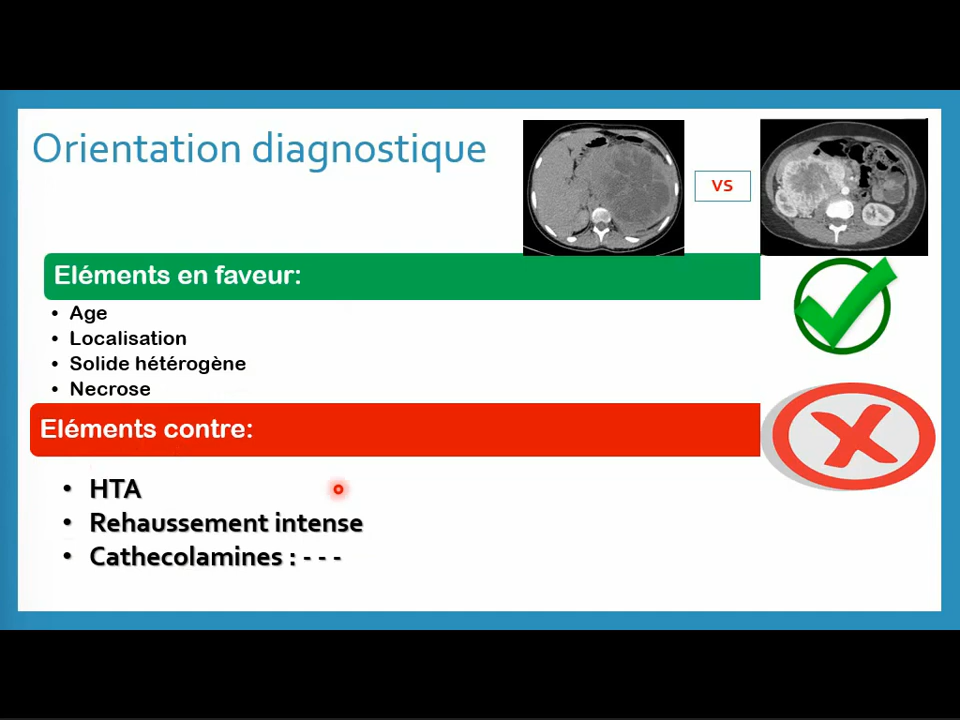 Orientation diagnostique
VS
Eléments en faveur:
• Age
• Localisation
• Solide hétérogène
• Necrose
Eléments contre:
• HTA
• Rehaussement intense
• Cathecolamines : - - -